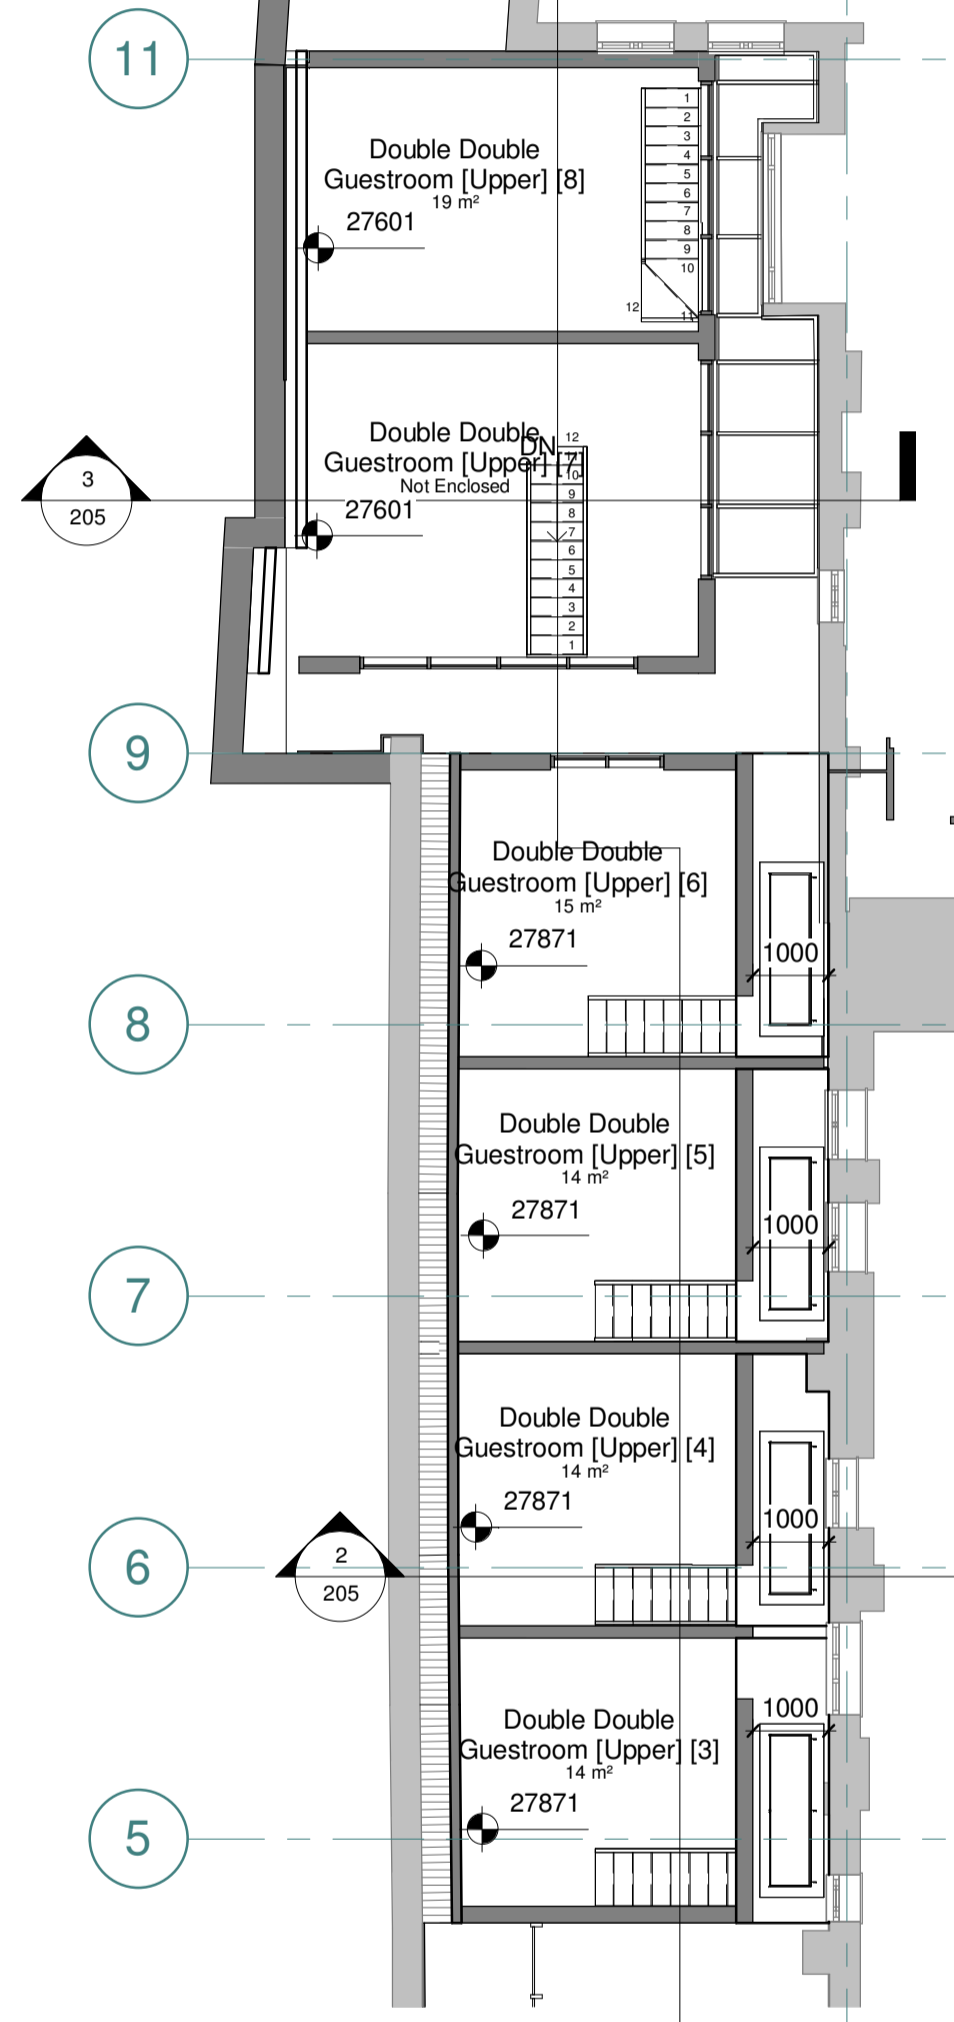 11
Double Double
Guestroom [Upper] [8]
19 m²
27601
1
2
3
4
5
6
7
8
9
10
11
12
Double Double
Guestroom [Upper] [7]
Not Enclosed
27601
DN
12
11
10
9
8
7
6
5
4
3
2
1
3
205
9
Double Double
Guestroom [Upper] [6]
15 m²
27871
1000
8
Double Double
Guestroom [Upper] [5]
14 m²
27871
1000
7
Double Double
Guestroom [Upper] [4]
14 m²
27871
1000
6
2
205
Double Double
Guestroom [Upper] [3]
14 m²
27871
1000
5